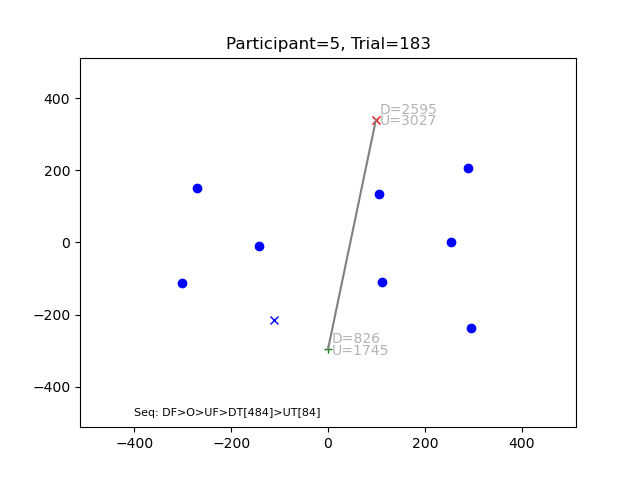 Participant=5, Trial=183
400
200
0
−200
−400
D=2595
U=3027
D=826
U=1745
Seq: DF>O>UF>DT[484]>UT[84]
−400
−200
0
200
400